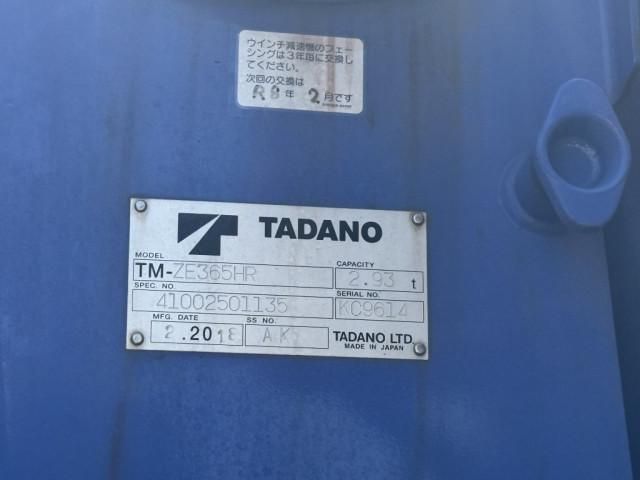 ウインチ減速機のフェー
シングは3年毎に交換し
てください。
次回の交換は
R8年 2月です
TADANO
MODEL
TM-ZE365HR
CAPACITY
2.93 t
SPEC. NO.
41002501135
SERIAL NO.
KC9614
MFG. DATE
2.2018
SS NO.
AK
TADANO LTD.
MADE IN JAPAN